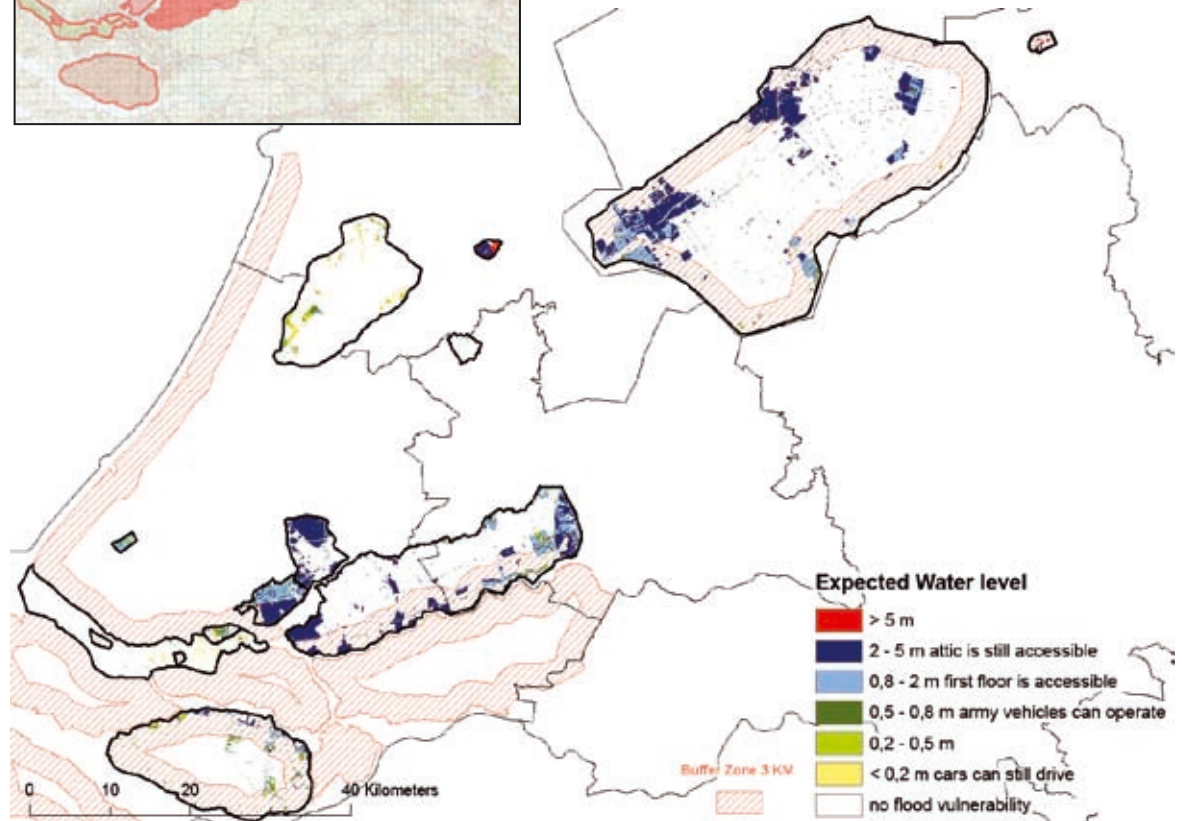 Expected Water level
> 5 m
2 - 5 m attic is still accessible
0,8 - 2 m first floor is accessible
0,5 - 0,8 m army vehicles can operate
0,2 - 0,5 m
< 0,2 m cars can still drive
no flood vulnerability
Buffer Zone 3 KM
0 20 40 Kilometers